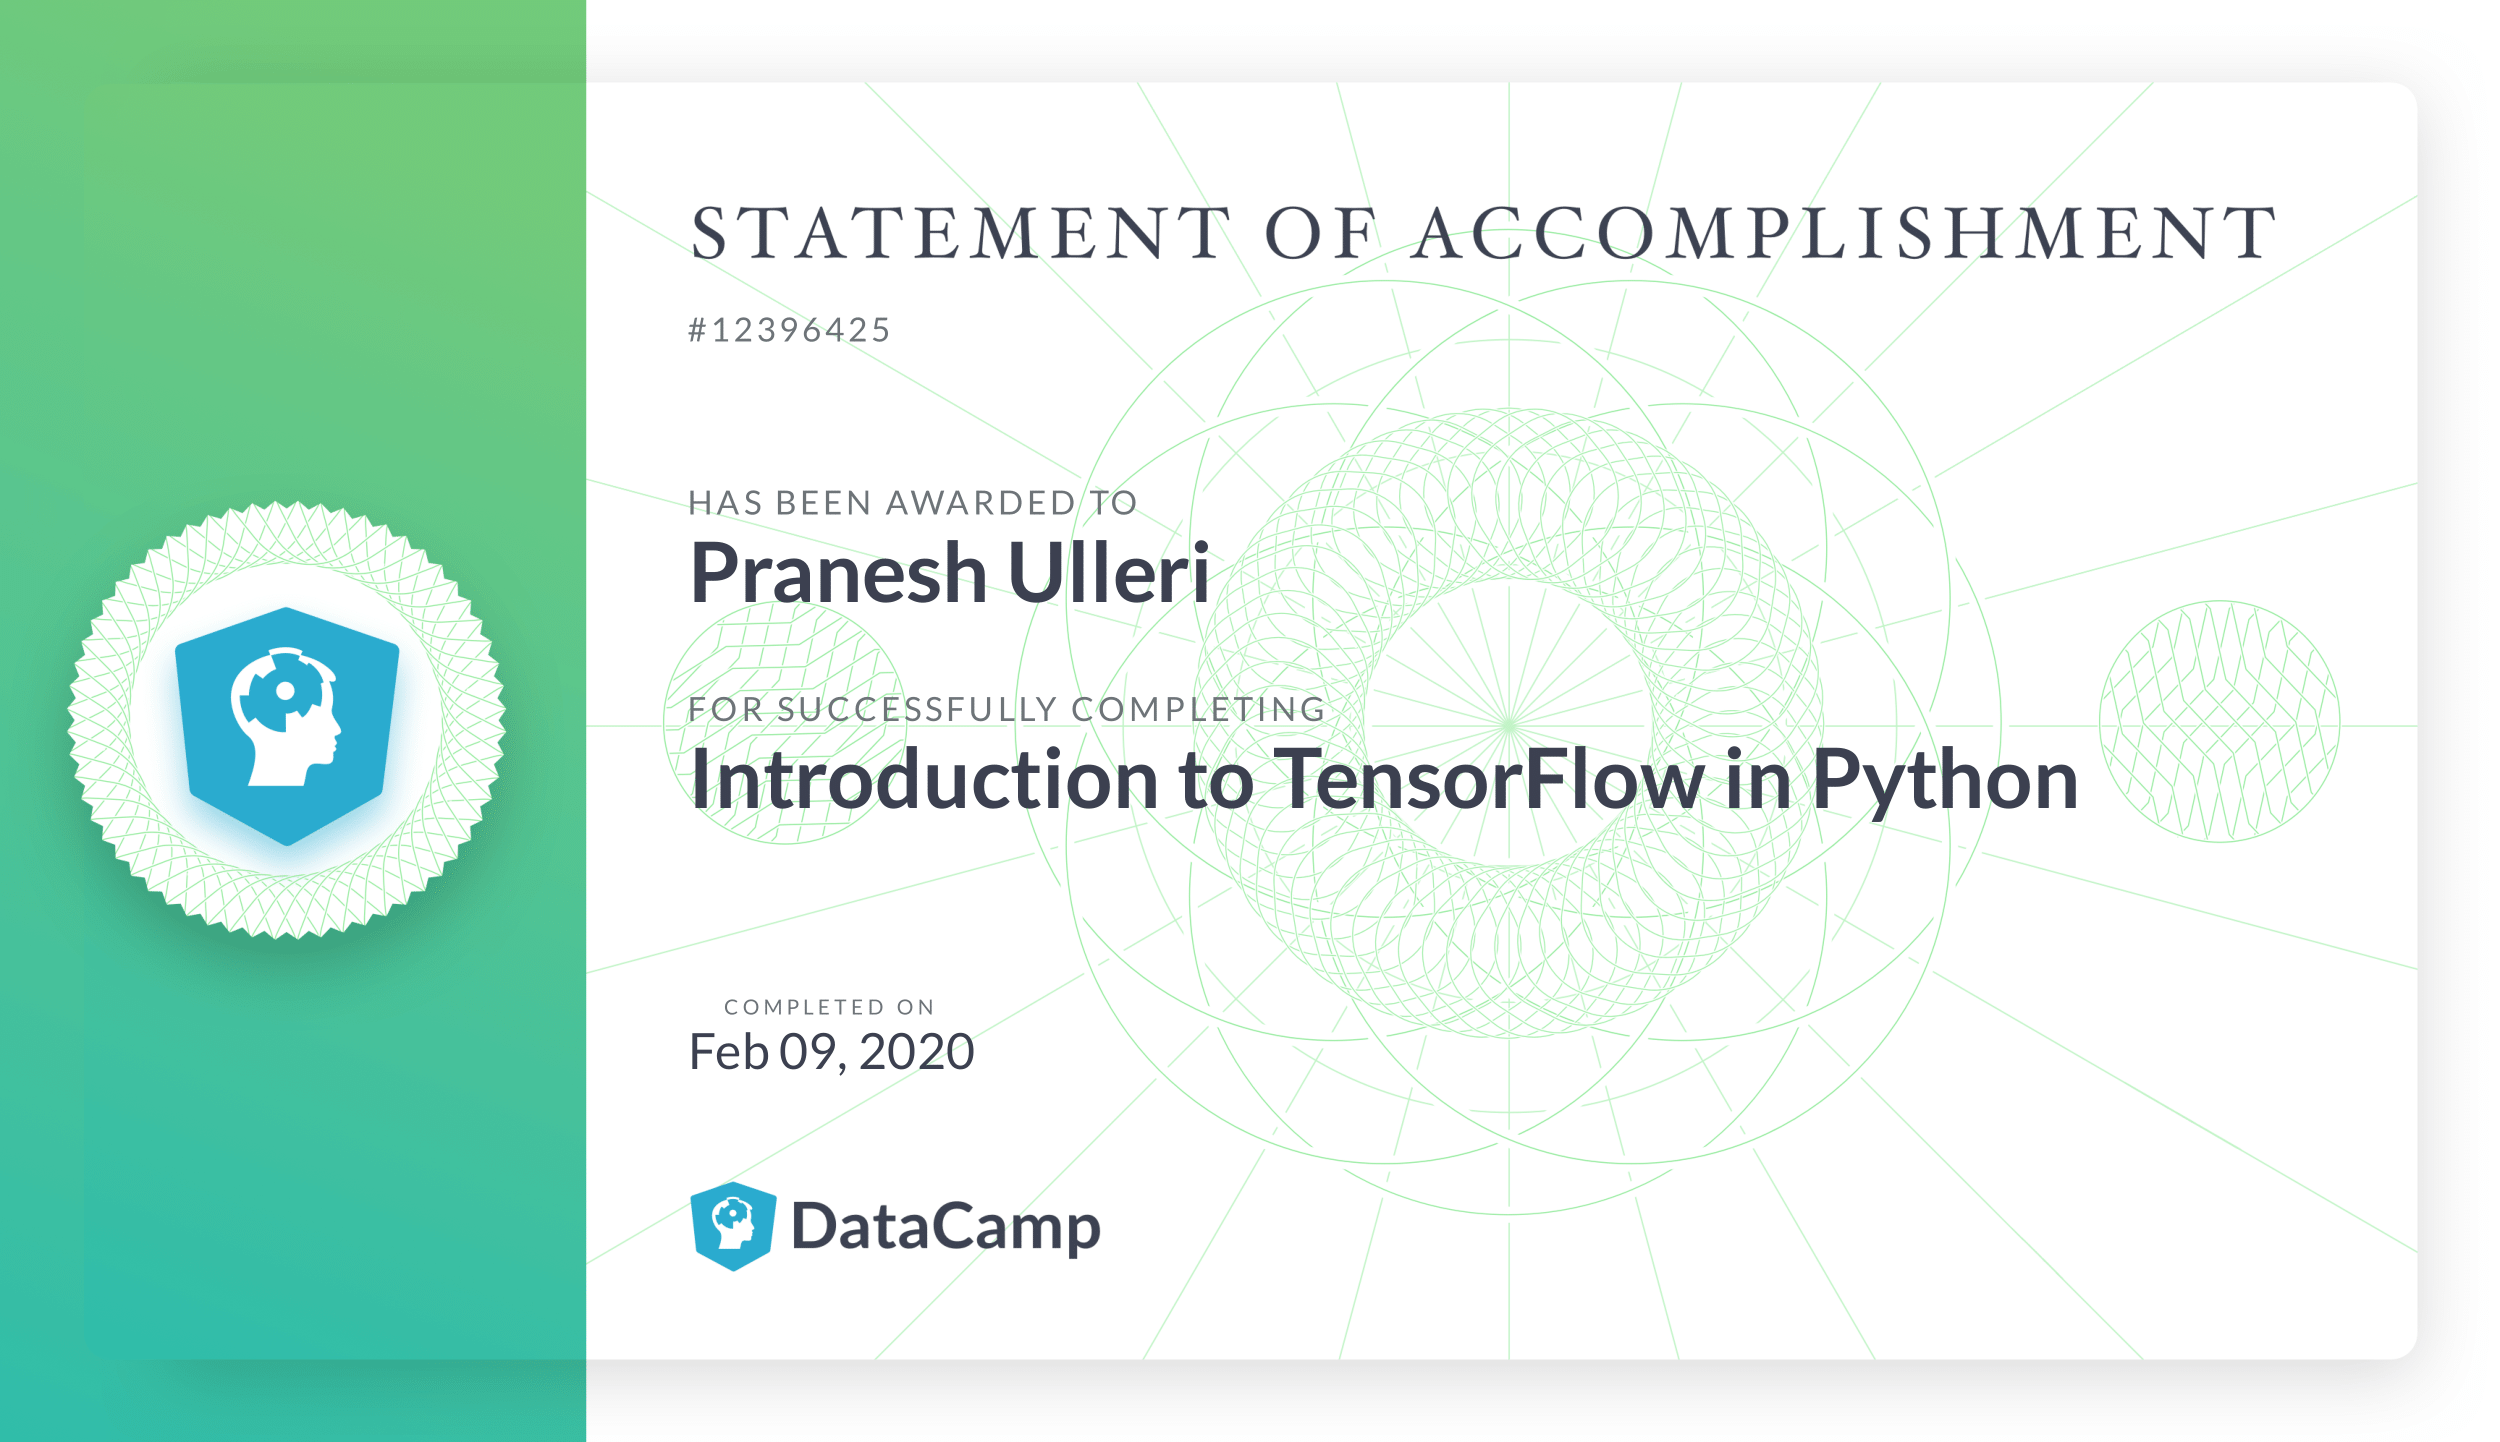 STATEMENT OF ACCOMPLISHMENT
#12396425
HAS BEEN AWARDED TO
Pranesh Ulleri
FOR SUCCESSFULLY COMPLETING
Introduction to TensorFlow in Python
COMPLETED ON
Feb 09, 2020
DataCamp